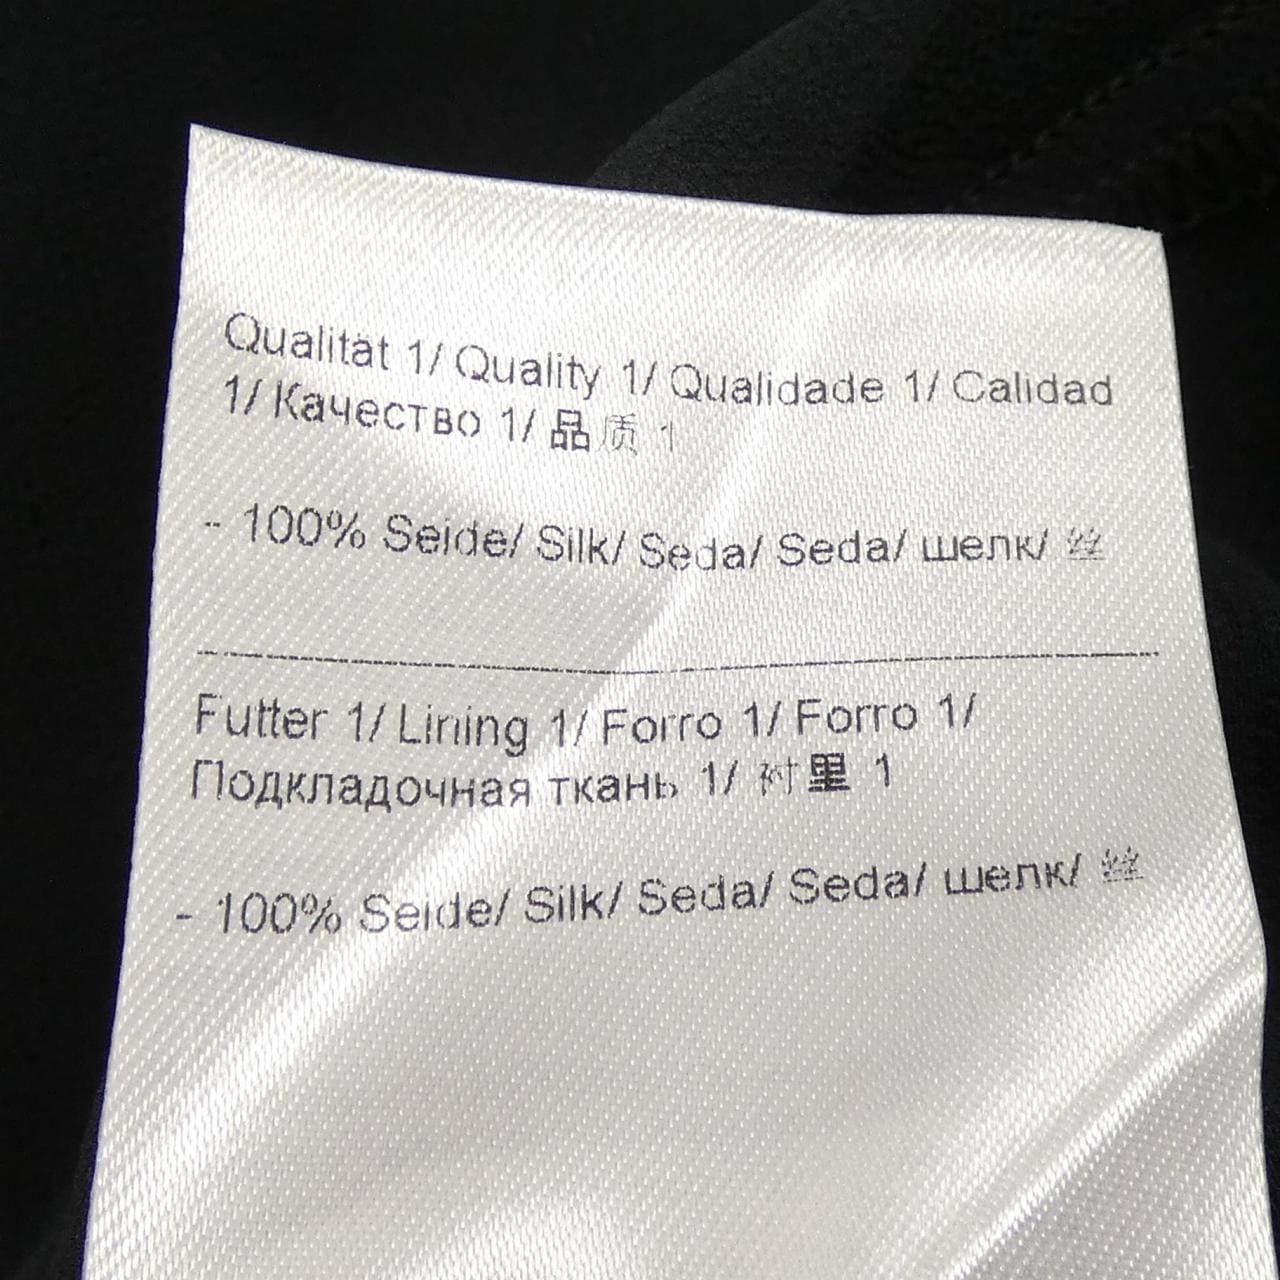 Qualität 1/ Quality 1/ Qualidade 1/ Calidad
1/ Качество 1/ 品质 1
- 100% Seide/ Silk/ Seda/ Seda/ шелк/ 丝
Futter 1/ Lining 1/ Forro 1/ Forro 1/
Подкладочная ткань 1/ 衬里 1
- 100% Seide/ Silk/ Seda/ Seda/ шелк/ 丝